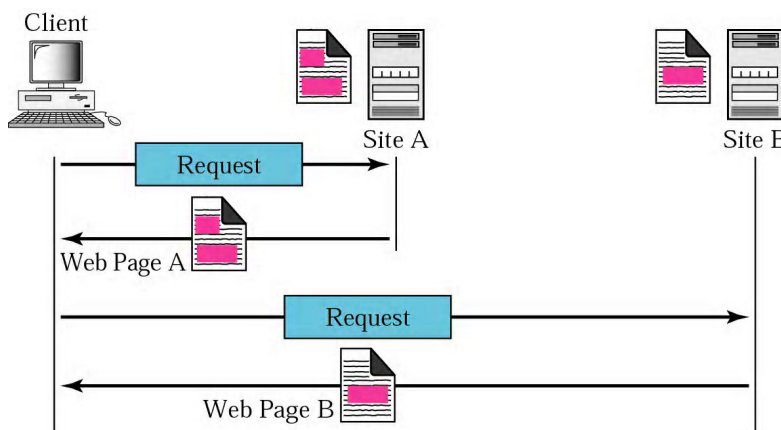 Client
Site A
Site B
Request
Web Page A
Request
Web Page B